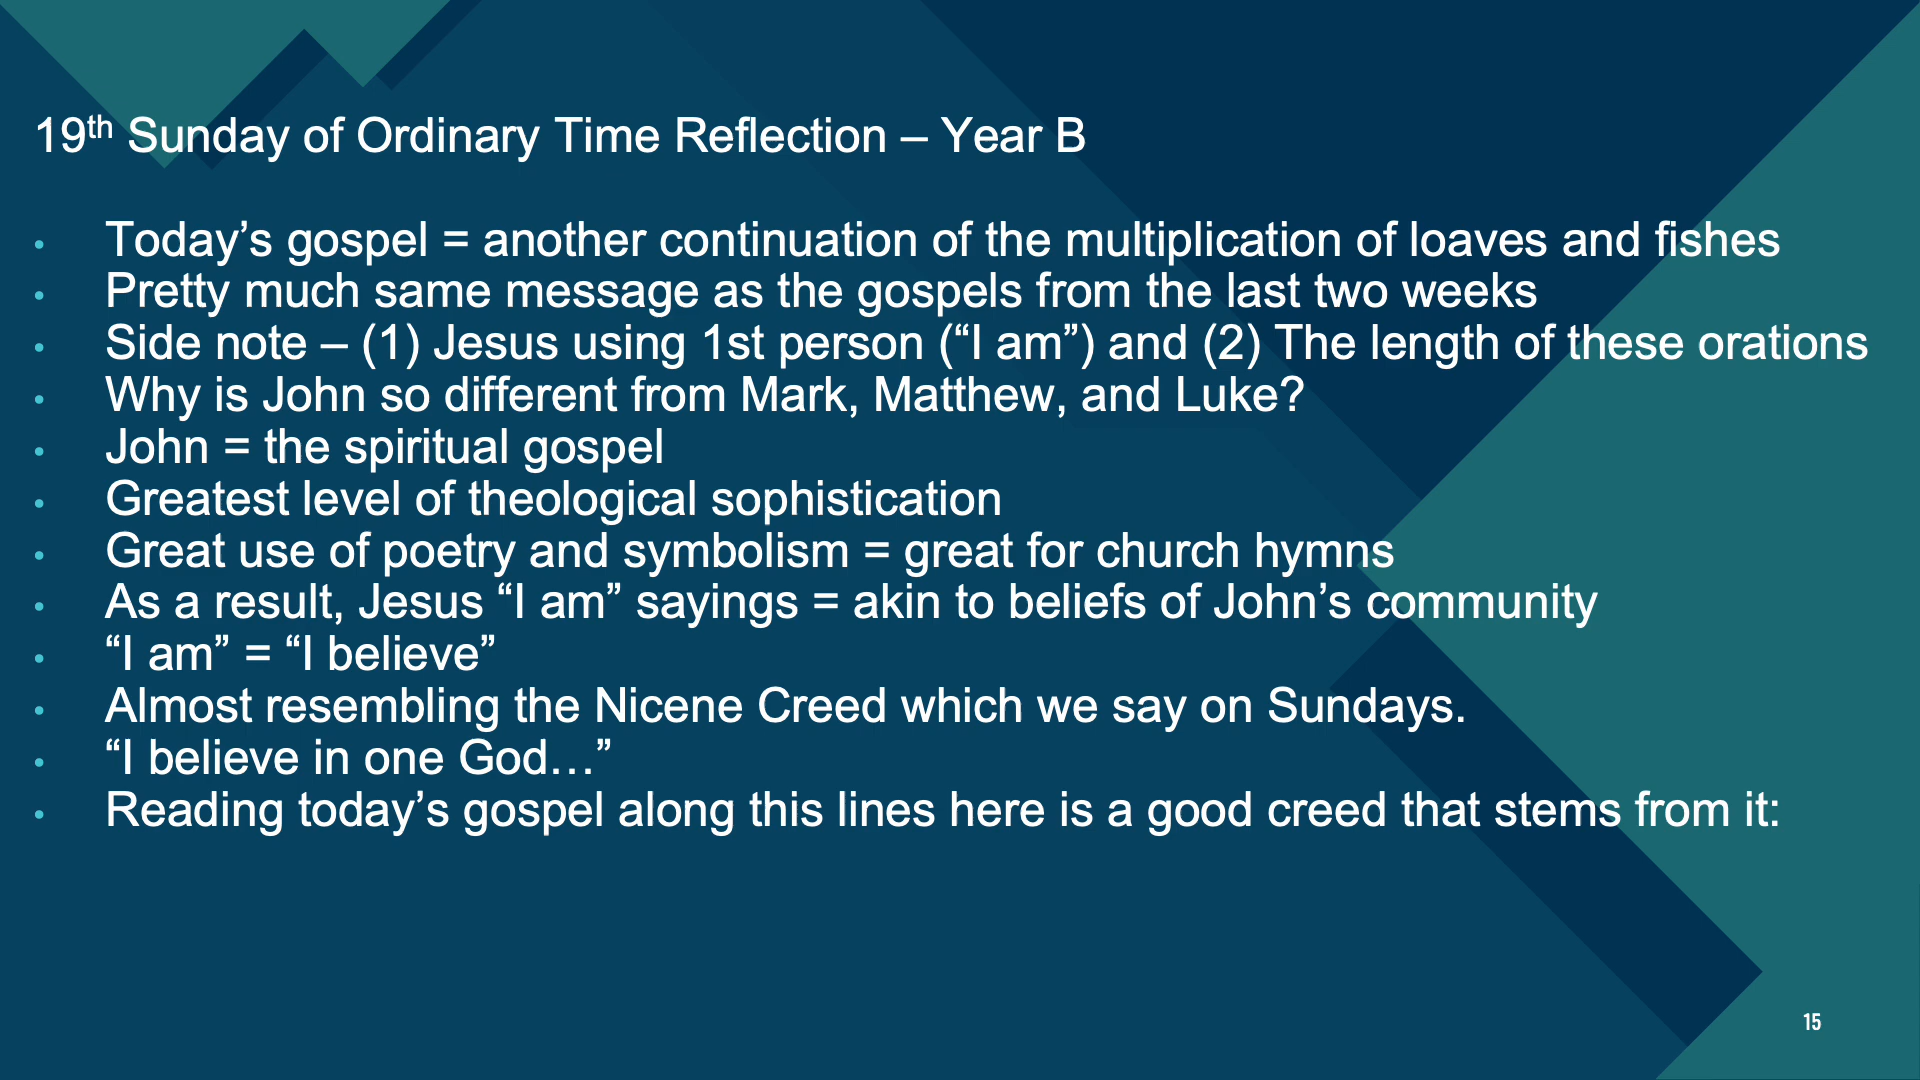 19th Sunday of Ordinary Time Reflection – Year B
• Today’s gospel = another continuation of the multiplication of loaves and fishes
• Pretty much same message as the gospels from the last two weeks
• Side note – (1) Jesus using 1st person (“I am”) and (2) The length of these orations
• Why is John so different from Mark, Matthew, and Luke?
• John = the spiritual gospel
• Greatest level of theological sophistication
• Great use of poetry and symbolism = great for church hymns
• As a result, Jesus “I am” sayings = akin to beliefs of John’s community
• “I am” = “I believe”
• Almost resembling the Nicene Creed which we say on Sundays.
• “I believe in one God…”
• Reading today’s gospel along this lines here is a good creed that stems from it:
15